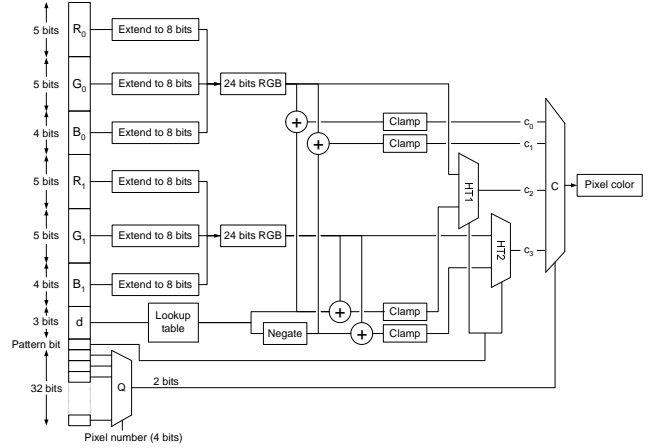 5 bits R0 Extend to 8 bits
5 bits G0 Extend to 8 bits 24 bits RGB
+ Clamp c0
4 bits B0 Extend to 8 bits
+ Clamp c1
5 bits R1 Extend to 8 bits
HT1 c2 C Pixel color
5 bits G1 Extend to 8 bits 24 bits RGB
HT2 c3
4 bits B1 Extend to 8 bits
3 bits d Lookup table + Clamp
Negate + Clamp
Pattern bit
32 bits Q 2 bits
Pixel number (4 bits)